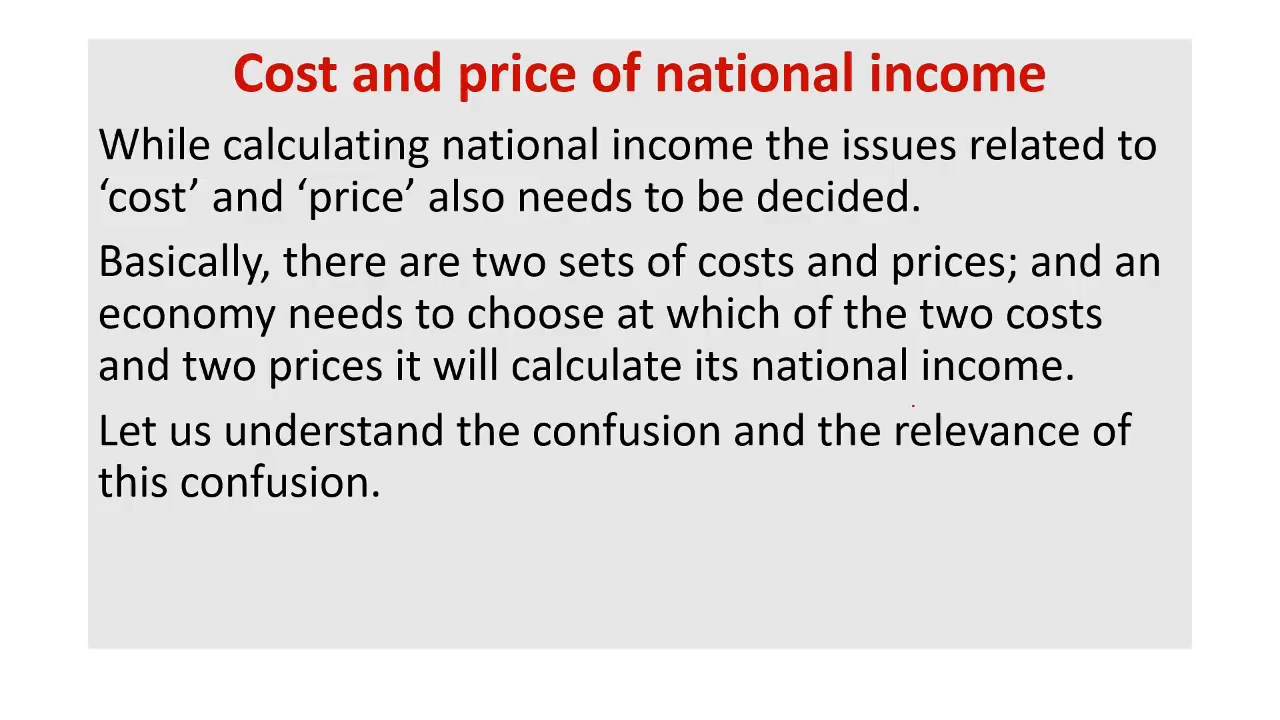 Cost and price of national income
While calculating national income the issues related to
‘cost’ and ‘price’ also needs to be decided.
Basically, there are two sets of costs and prices; and an
economy needs to choose at which of the two costs
and two prices it will calculate its national income.
Let us understand the confusion and the relevance of
this confusion.